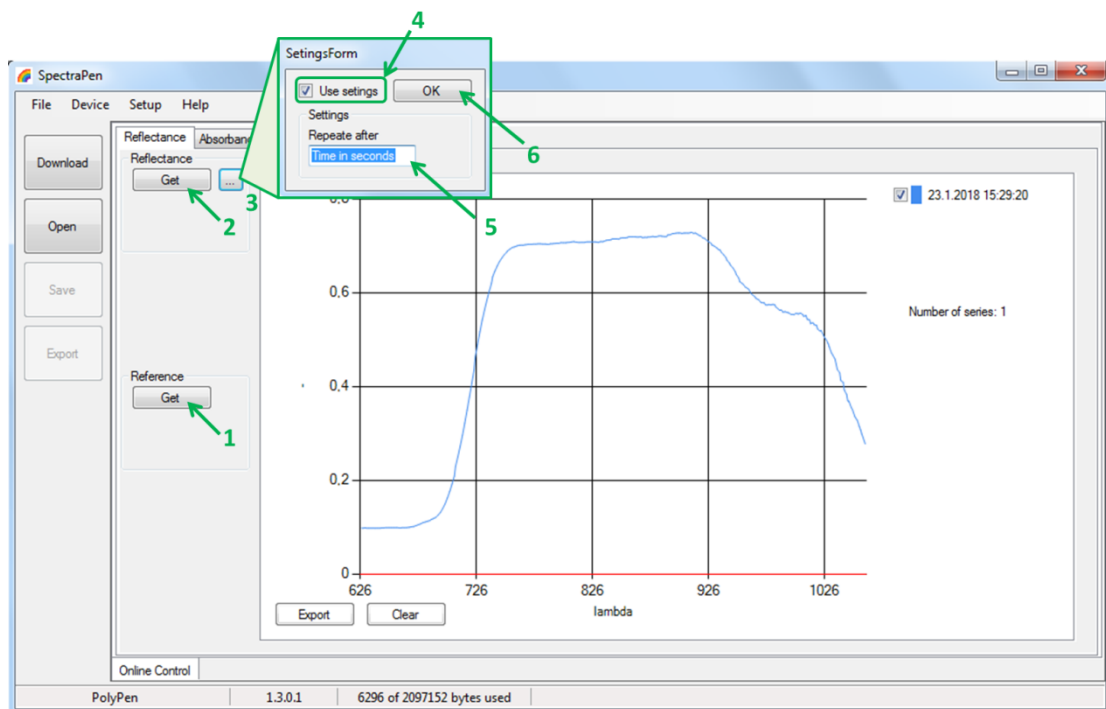 4
SetingsForm
SpectraPen
Use setings
OK
File Device Setup Help
Settings
Repeate after
Time in seconds
6
5
Reflectance Absorban
Reflectance
Get
...
2
3
Download
Open
Save
Export
Reference
Get
1
23.1.2018 15:29:20
Number of series: 1
0,8
0,6
0,4
0,2
0
626 726 826 926 1026
lambda
Export Clear
Online Control
PolyPen 1.3.0.1 6296 of 2097152 bytes used